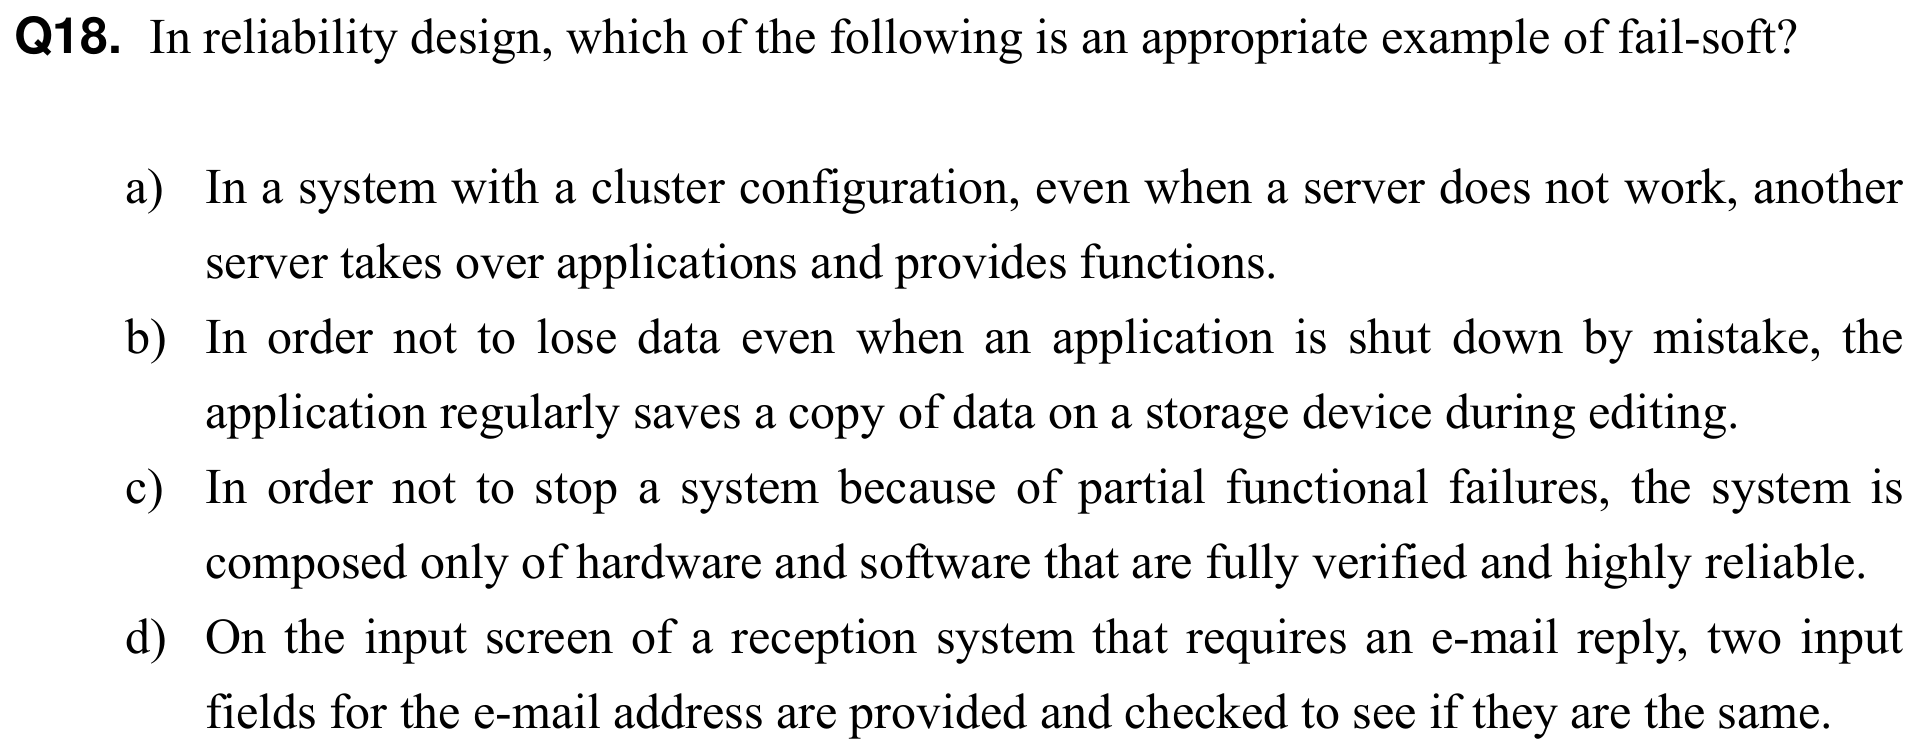 Q18. In reliability design, which of the following is an appropriate example of fail-soft?
a) In a system with a cluster configuration, even when a server does not work, another
server takes over applications and provides functions.
b) In order not to lose data even when an application is shut down by mistake, the
application regularly saves a copy of data on a storage device during editing.
c) In order not to stop a system because of partial functional failures, the system is
composed only of hardware and software that are fully verified and highly reliable.
d) On the input screen of a reception system that requires an e-mail reply, two input
fields for the e-mail address are provided and checked to see if they are the same.